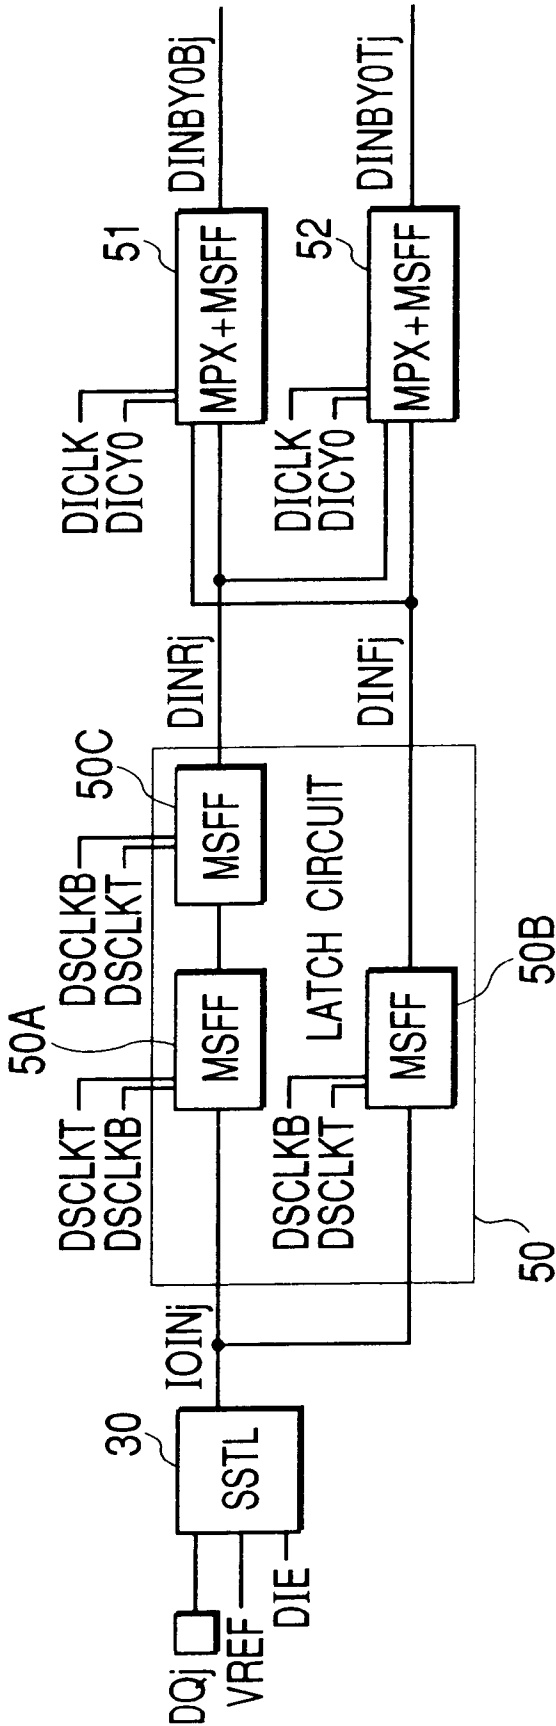 DQj
VREF
DIE
30
SSTL
IOINj
50
LATCH CIRCUIT
50A
DSCLKT
DSCLKB
MSFF
50C
DSCLKB
DSCLKT
MSFF
50B
DSCLKB
DSCLKT
MSFF
DINRj
DINFj
DICLK
DICY0
51
MPX+MSFF
DINBY0Bj
DICLK
DICY0
52
MPX+MSFF
DINBY0Tj